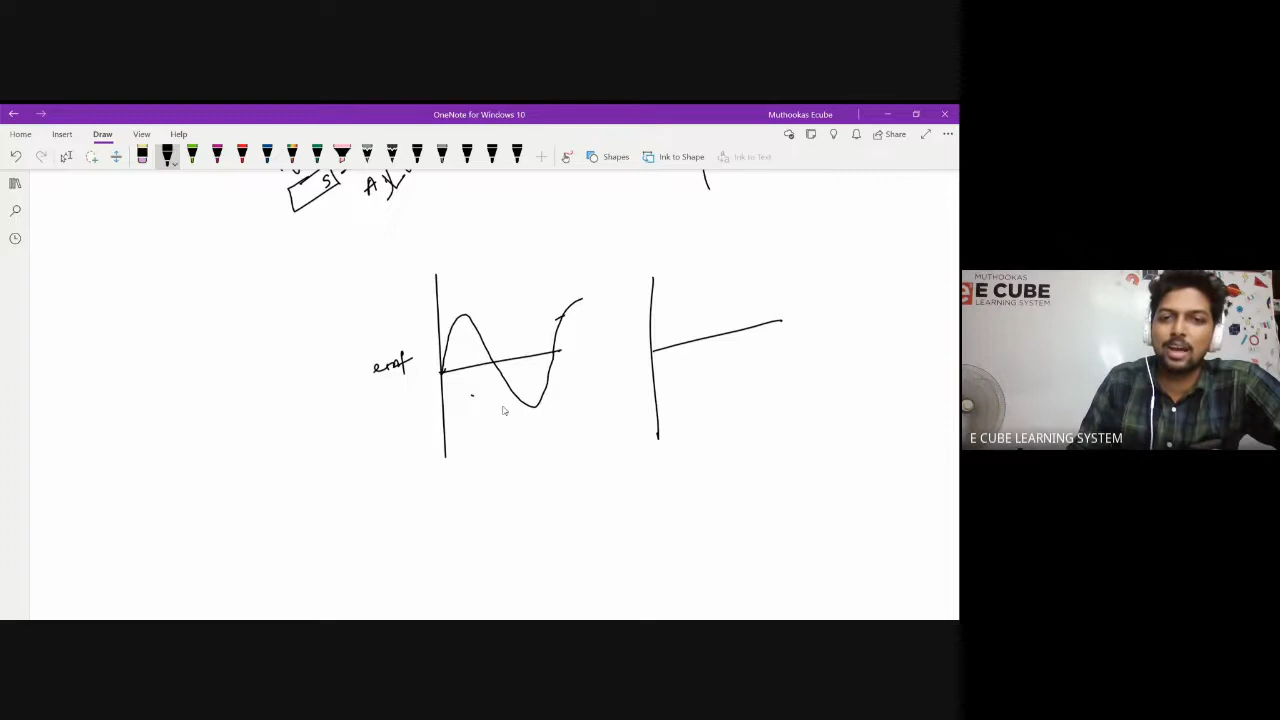 OneNote for Windows 10
Muthookas Ecube
Home Insert Draw View Help
Share
Shapes Ink to Shape Ink to Text
S
A
emf
MUTHOOKAS
E CUBE
LEARNING SYSTEM
E CUBE LEARNING SYSTEM